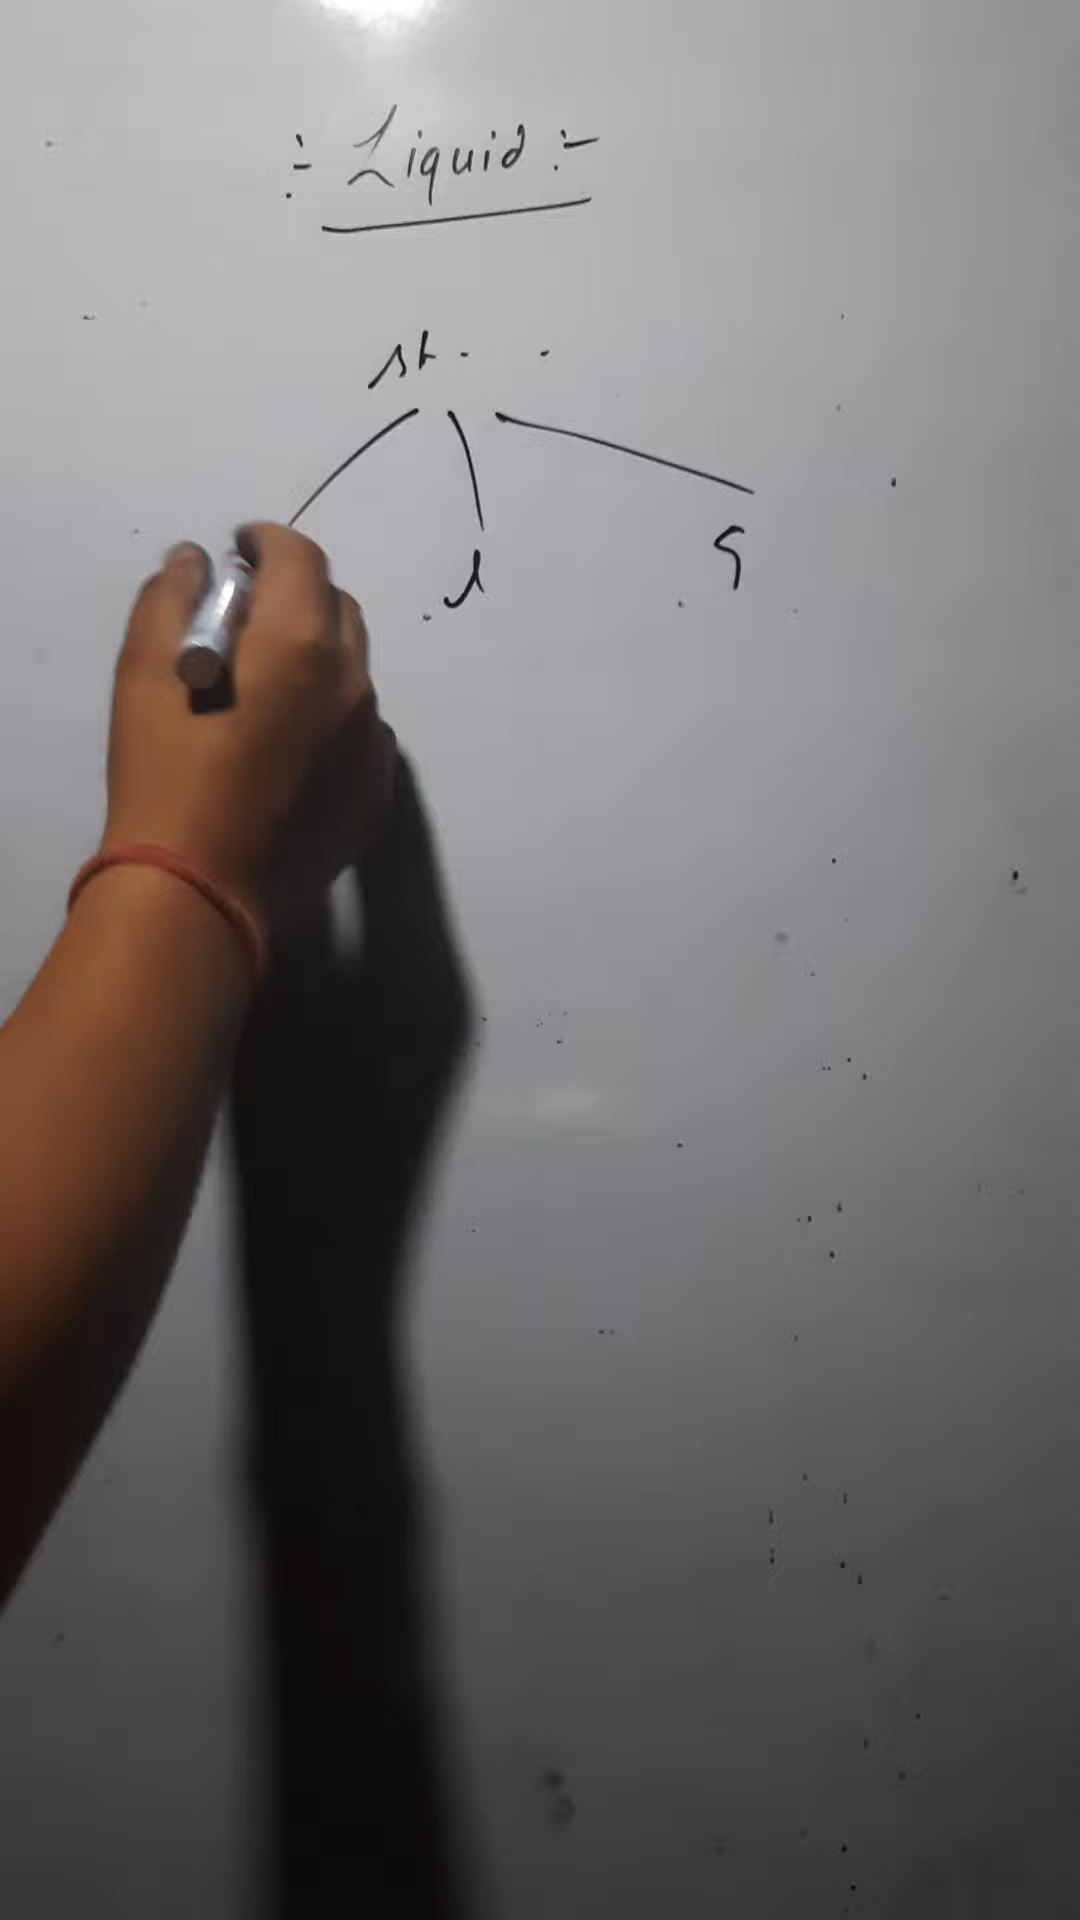 :- Liquid :-
st. .
l g